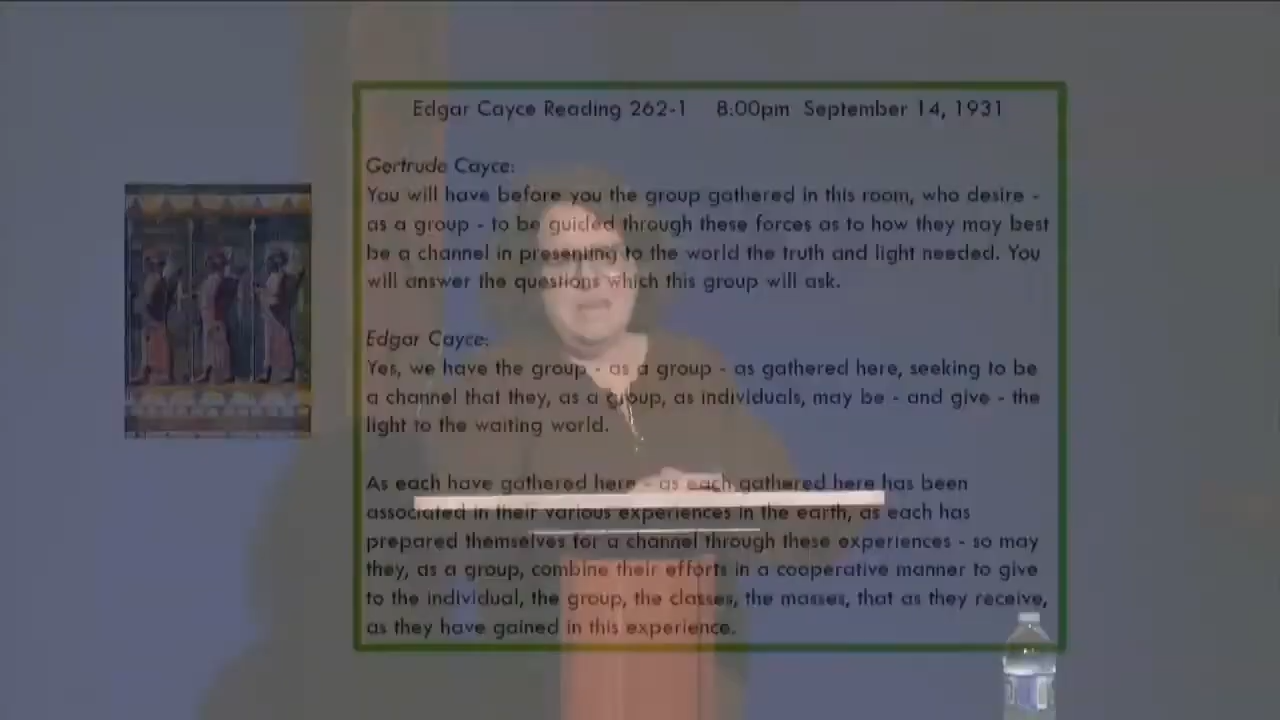 Edgar Cayce Reading 262-1 8:00pm September 14, 1931
Gertrude Cayce:
You will have before you the group gathered in this room, who desire -
as a group - to be guided through these forces as to how they may best
be a channel in presenting to the world the truth and light needed. You
will answer the questions which this group will ask.
Edgar Cayce:
Yes, we have the group - as a group - as gathered here, seeking to be
a channel that they, as a group, as individuals, may be - and give - the
light to the waiting world.
As each have gathered here - as each gathered here has been
associated in their various experiences in the earth, as each has
prepared themselves for a channel through these experiences - so may
they, as a group, combine their efforts in a cooperative manner to give
to the individual, the group, the classes, the masses, that as they receive,
as they have gained in this experience.